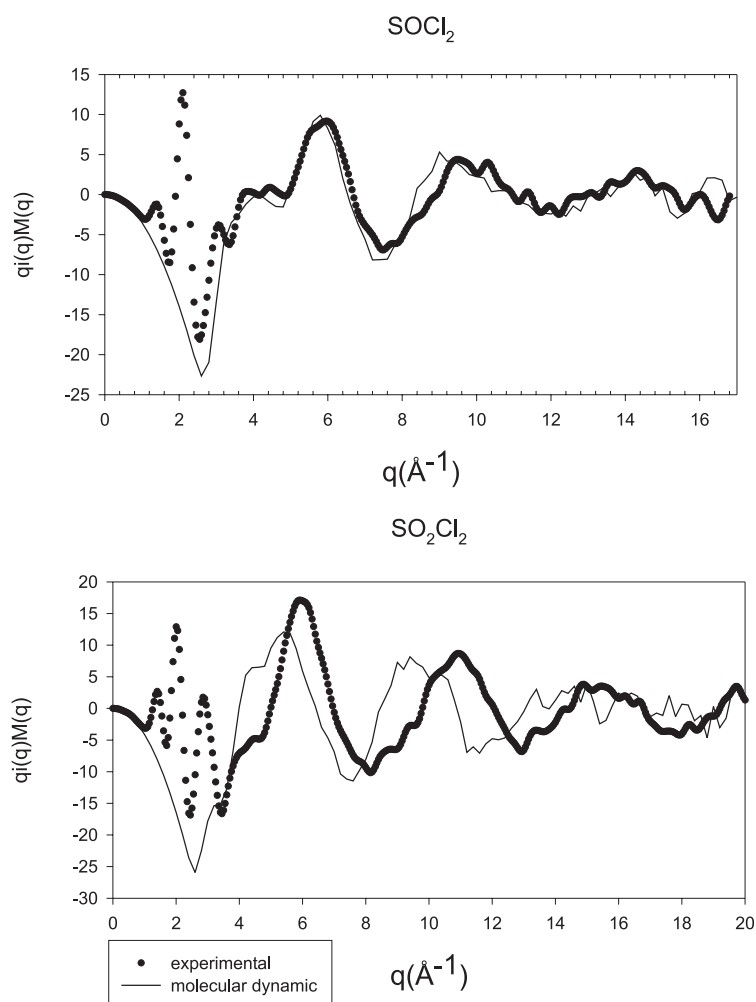 SOCl₂
15
10
5
0
-5
-10
-15
-20
-25
qi(q)M(q)
0 2 4 6 8 10 12 14 16
q(Å⁻¹)
SO₂Cl₂
20
15
10
5
0
-5
-10
-15
-20
-25
-30
qi(q)M(q)
0 2 4 6 8 10 12 14 16 18 20
q(Å⁻¹)
experimental
molecular dynamic